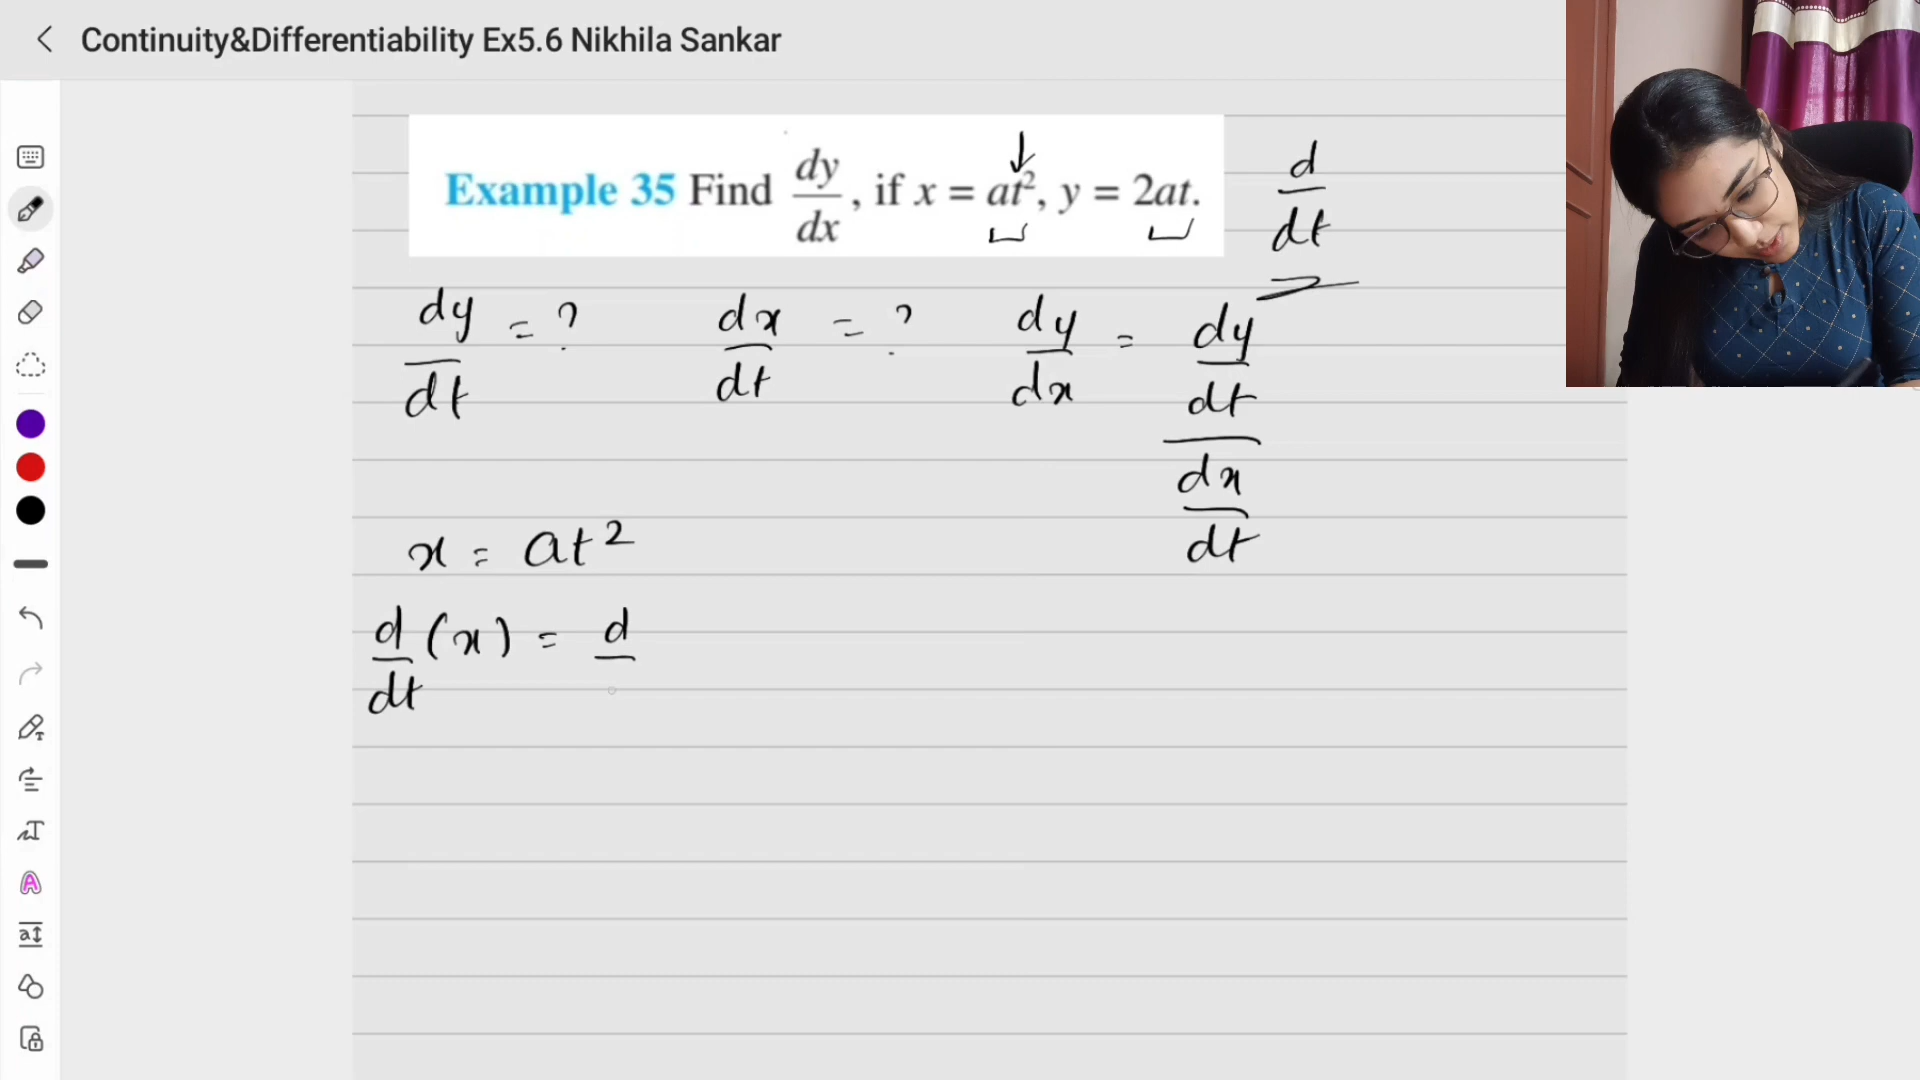 Continuity&Differentiability Ex5.6 Nikhila Sankar
Example 35 Find dy/dx, if x = at², y = 2at.
d/dt
dy/dt = ?
dx/dt = ?
dy/dx = dy/dt / dx/dt
x = at²
d/dt (x) = d